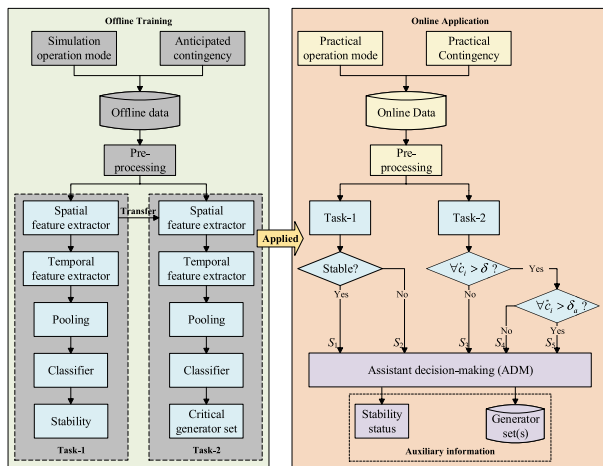 Offline Training
Simulation
operation mode
Anticipated
contingency
Offline data
Pre-
processing
Spatial
feature extractor
Transfer
Spatial
feature extractor
Temporal
feature extractor
Temporal
feature extractor
Pooling
Pooling
Classifier
Classifier
Stability
Critical
generator set
Task-1
Task-2
Applied
Online Application
Practical
operation mode
Practical
Contingency
Online Data
Pre-
processing
Task-1
Task-2
Stable?
∀ĉᵢ > δ ?
Yes
Yes
No
No
∀ĉᵢ > δₐ ?
No
Yes
S₁
S₂
S₃
S₄
S₅
Assistant decision-making (ADM)
Stability
status
Generator
set(s)
Auxiliary information